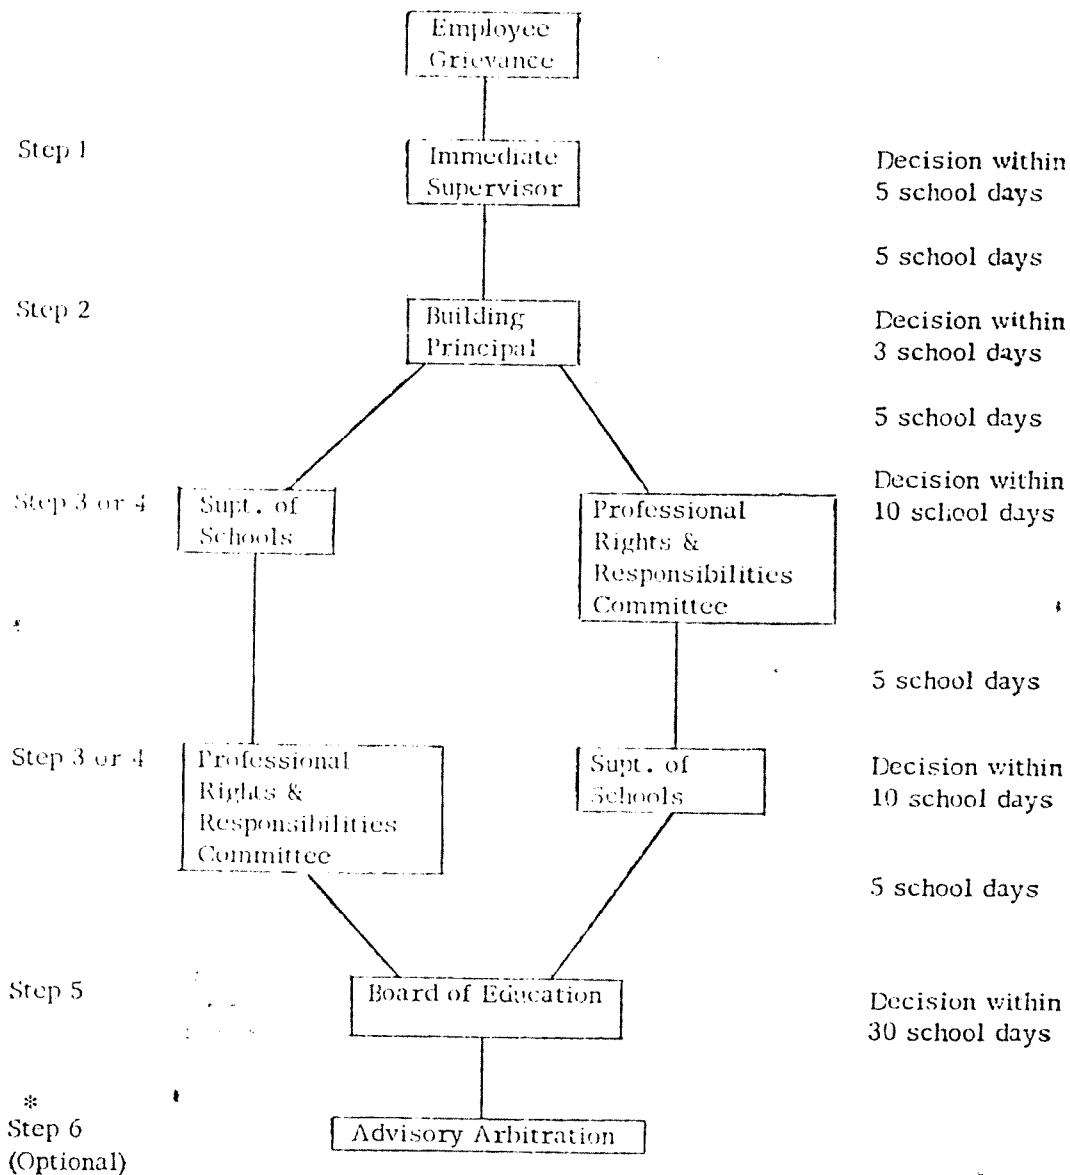 Employee
Grievance
Step 1
Immediate
Supervisor
Decision within
5 school days
5 school days
Step 2
Building
Principal
Decision within
3 school days
5 school days
Step 3 or 4
Supt. of
Schools
Professional
Rights &
Responsibilities
Committee
Decision within
10 school days
5 school days
Step 3 or 4
Professional
Rights &
Responsibilities
Committee
Supt. of
Schools
Decision within
10 school days
5 school days
Step 5
Board of Education
Decision within
30 school days
*
Step 6
(Optional)
Advisory Arbitration